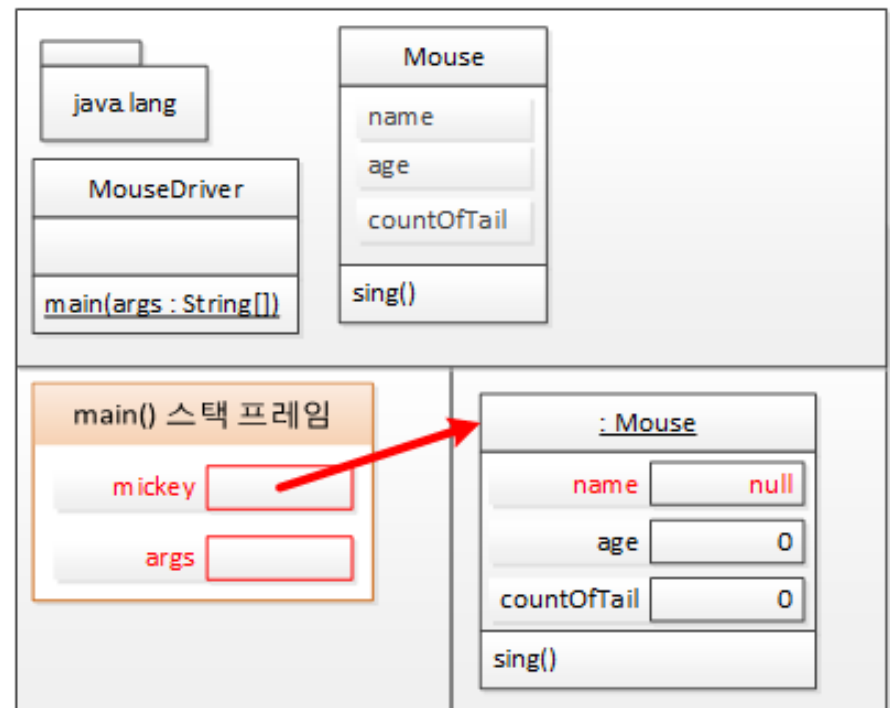 java.lang
MouseDriver
main(args : String[])
Mouse
name
age
countOfTail
sing()
main() 스택 프레임
mickey
args
: Mouse
name null
age 0
countOfTail 0
sing()